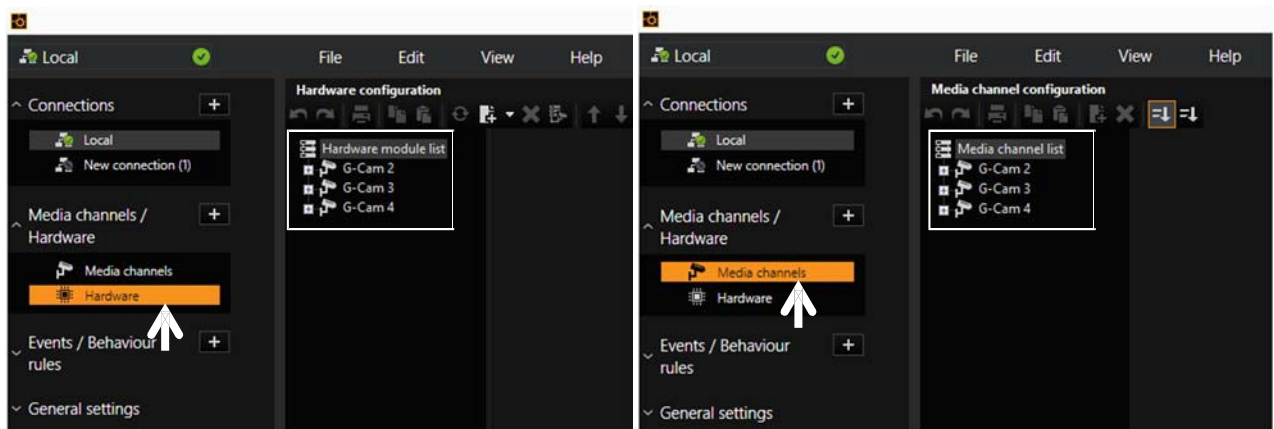 Local
File Edit View Help
Connections +
Local
New connection (1)
Media channels /
Hardware
+
Media channels
Hardware
Events / Behaviour
rules
+
General settings
Hardware configuration
Hardware module list
G-Cam 2
G-Cam 3
G-Cam 4
Local
File Edit View Help
Connections +
Local
New connection (1)
Media channels /
Hardware
+
Media channels
Hardware
Events / Behaviour
rules
+
General settings
Media channel configuration
Media channel list
G-Cam 2
G-Cam 3
G-Cam 4